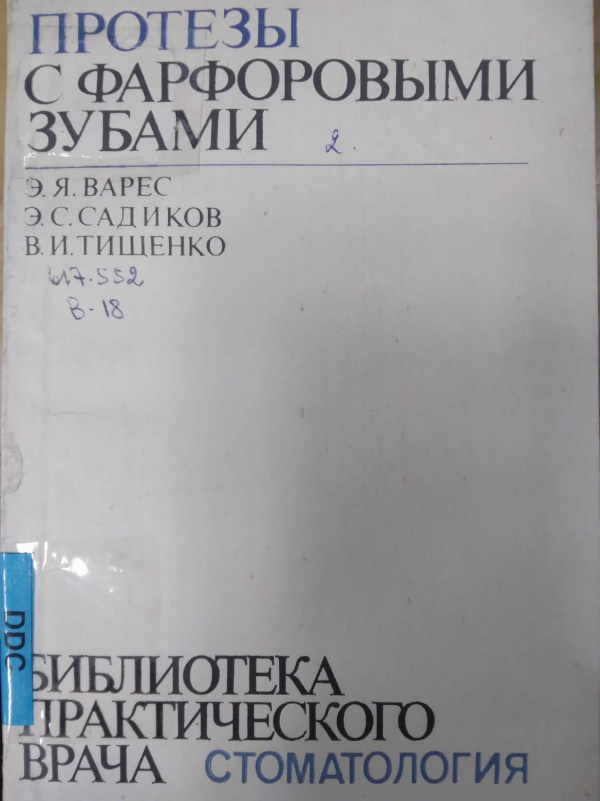 ПРОТЕЗЫ
С ФАРФОРОВЫМИ
ЗУБАМИ
2.
Э. Я. ВАРЕС
Э. С. САДИКОВ
В. И. ТИЩЕНКО
617.552
В-18
DDC
БИБЛИОТЕКА
ПРАКТИЧЕСКОГО
ВРАЧА СТОМАТОЛОГИЯ